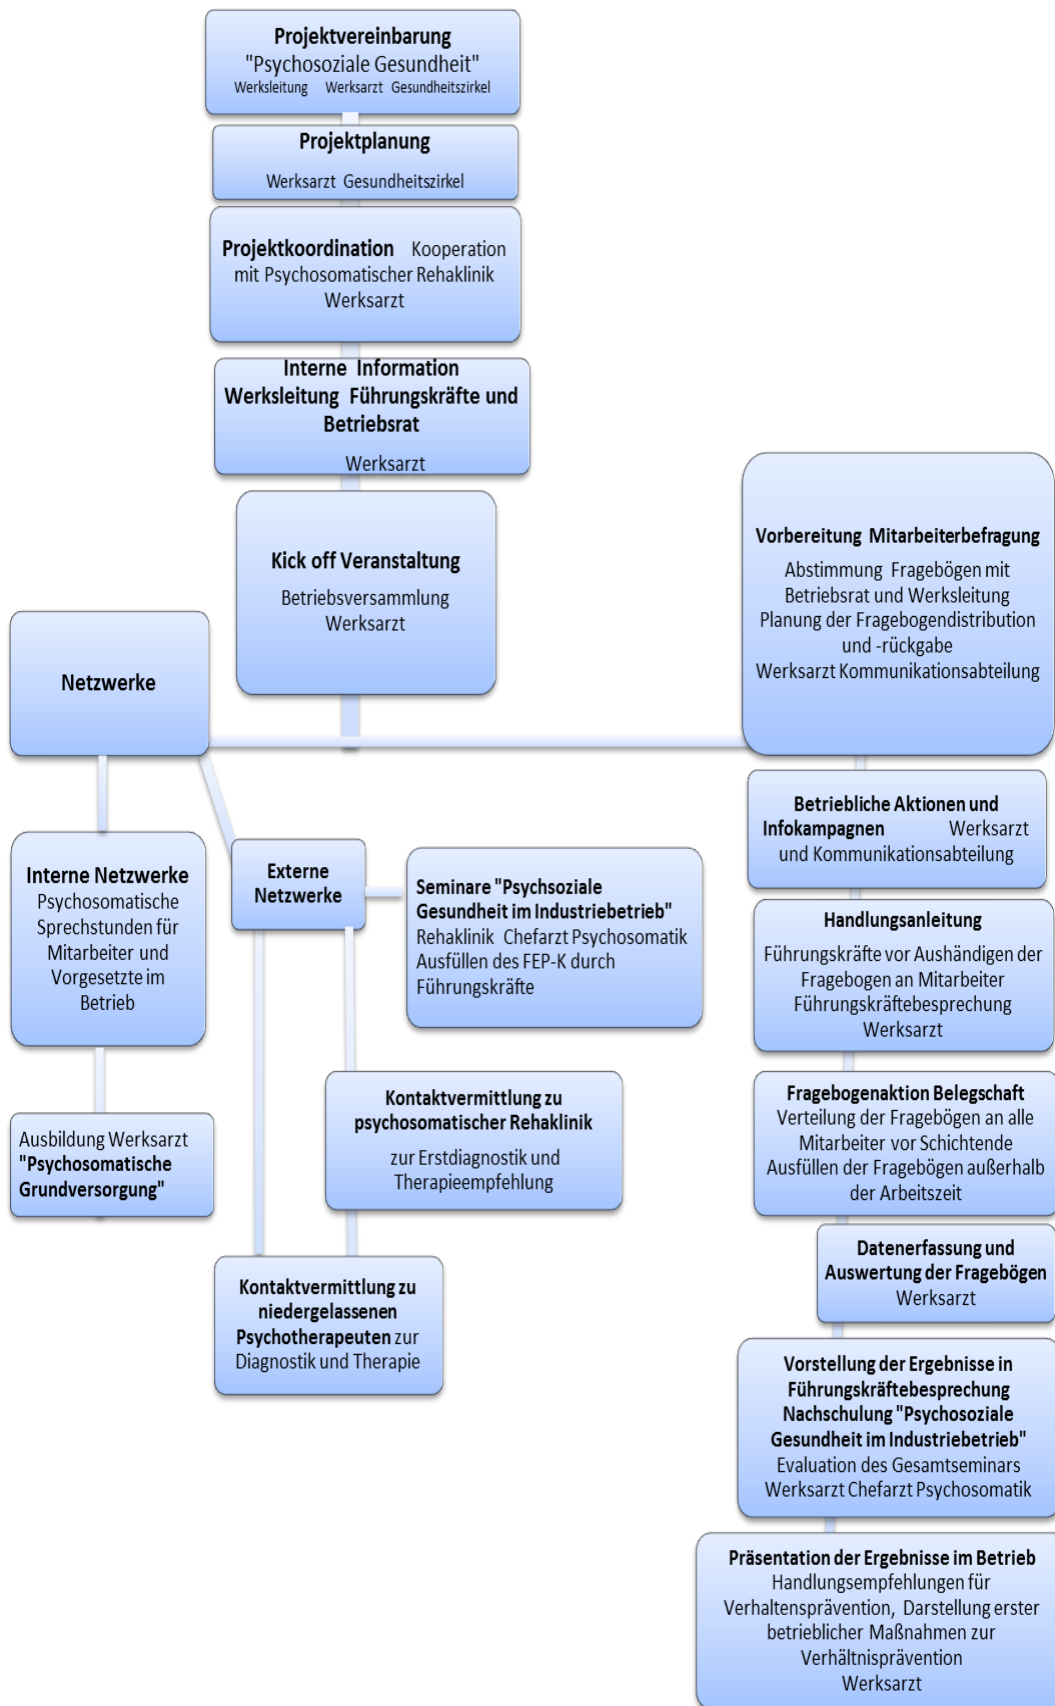 Projektvereinbarung
"Psychosoziale Gesundheit"
Werksleitung Werksarzt Gesundheitszirkel
Projektplanung
Werksarzt Gesundheitszirkel
Projektkoordination Kooperation
mit Psychosomatischer Rehaklinik
Werksarzt
Interne Information
Werksleitung Führungskräfte und
Betriebsrat
Werksarzt
Kick off Veranstaltung
Betriebsversammlung
Werksarzt
Netzwerke
Interne Netzwerke
Psychosomatische
Sprechstunden für
Mitarbeiter und
Vorgesetzte im
Betrieb
Ausbildung Werksarzt
"Psychosomatische
Grundversorgung"
Externe
Netzwerke
Seminare "Psychsoziale
Gesundheit im Industriebetrieb"
Rehaklinik Chefarzt Psychosomatik
Ausfüllen des FEP-K durch
Führungskräfte
Kontaktvermittlung zu
psychosomatischer Rehaklinik
zur Erstdiagnostik und
Therapieempfehlung
Kontaktvermittlung zu
niedergelassenen
Psychotherapeuten zur
Diagnostik und Therapie
Vorbereitung Mitarbeiterbefragung
Abstimmung Fragebögen mit
Betriebsrat und Werksleitung
Planung der Fragebogendistribution
und -rückgabe
Werksarzt Kommunikationsabteilung
Betriebliche Aktionen und
Infokampagnen Werksarzt
und Kommunikationsabteilung
Handlungsanleitung
Führungskräfte vor Aushändigen der
Fragebogen an Mitarbeiter
Führungskräftebesprechung
Werksarzt
Fragebogenaktion Belegschaft
Verteilung der Fragebögen an alle
Mitarbeiter vor Schichtende
Ausfüllen der Fragebögen außerhalb
der Arbeitszeit
Datenerfassung und
Auswertung der Fragebögen
Werksarzt
Vorstellung der Ergebnisse in
Führungskräftebesprechung
Nachschulung "Psychosoziale
Gesundheit im Industriebetrieb"
Evaluation des Gesamtseminars
Werksarzt Chefarzt Psychosomatik
Präsentation der Ergebnisse im Betrieb
Handlungsempfehlungen für
Verhaltensprävention, Darstellung erster
betrieblicher Maßnahmen zur
Verhältnisprävention
Werksarzt